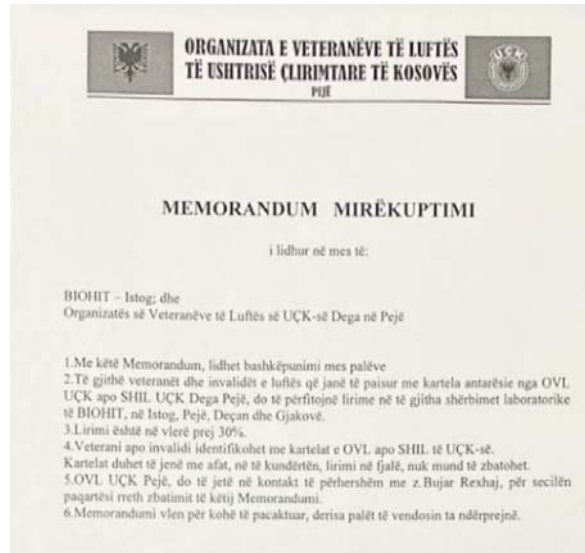 ORGANIZATA E VETERANËVE TË LUFTËS
TË USHTRISË ÇLIRIMTARE TË KOSOVËS
PEJË
UÇK
MEMORANDUM MIRËKUPTIMI
i lidhur në mes të:
BIOHIT – Istog; dhe
Organizatës së Veteranëve të Luftës së UÇK-së Dega në Pejë
1.Me këtë Memorandum, lidhet bashkëpunimi mes palëve
2.Të gjithë veteranët dhe invalidët e luftës që janë të paisur me kartela antarësie nga OVL
UÇK apo SHIL UÇK Dega Pejë, do të përfitojnë lirime në të gjitha shërbimet laboratorike
të BIOHIT, në Istog, Pejë, Deçan dhe Gjakovë.
3.Lirimi është në vlerë prej 30%.
4.Veterani apo invalidi identifikohet me kartelat e OVL apo SHIL të UÇK-së.
Kartelat duhet të jenë me afat, në të kundërtën, lirimi në fjalë, nuk mund të zbatohet.
5.OVL UÇK Pejë, do të jetë në kontakt të përhershëm me z.Bujar Rexhaj, për secilën
paqartësi rreth zbatimit të këtij Memorandumi.
6.Memorandumi vlen për kohë të pacaktuar, derisa palët të vendosin ta ndërprejnë.